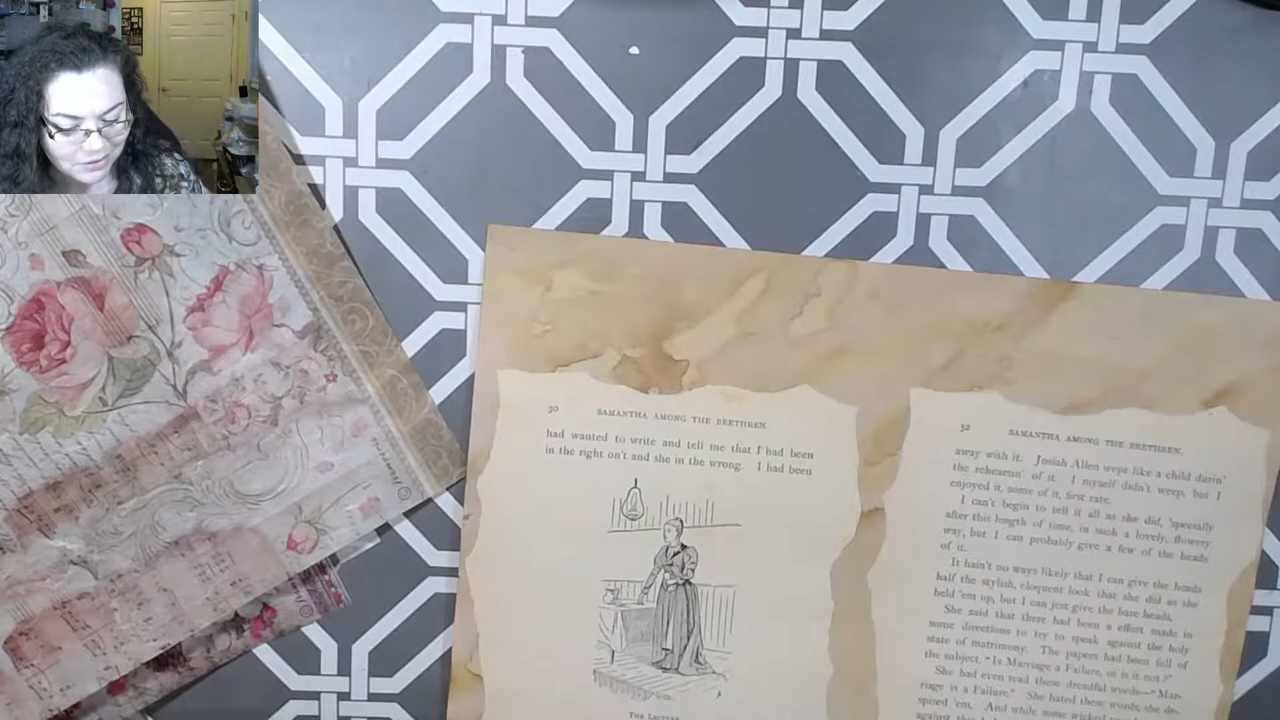 30
SAMANTHA AMONG THE BRETHREN.
had wanted to write and tell me that I had been
in the right on't and she in the wrong. I had been
THE LECTURE
32
SAMANTHA AMONG THE BRETHREN.
away with it. Josiah Allen wept like a child durin'
the rehearsin' of it. I myself didn't weep, but I
enjoyed it, some of it, first rate.
I can't begin to tell it all as she did, 'specially
after this length of time, in such a lovely, flowery
way, but I can probably give a few of the heads
of it.
It hain't no ways likely that I can give the heads
half the stylish, eloquent look that she did as she
held 'em up, but I can jest give the bare heads.
She said that there had been a effort made in
some directions to try to speak against the holy
state of matrimony. The papers had been full of
the subject, "Is Marriage a Failure, or is it not?"
She had even read these dreadful words—"Mar-
riage is a Failure." She hated these words, she de-
spised 'em. And while some wicked
against this